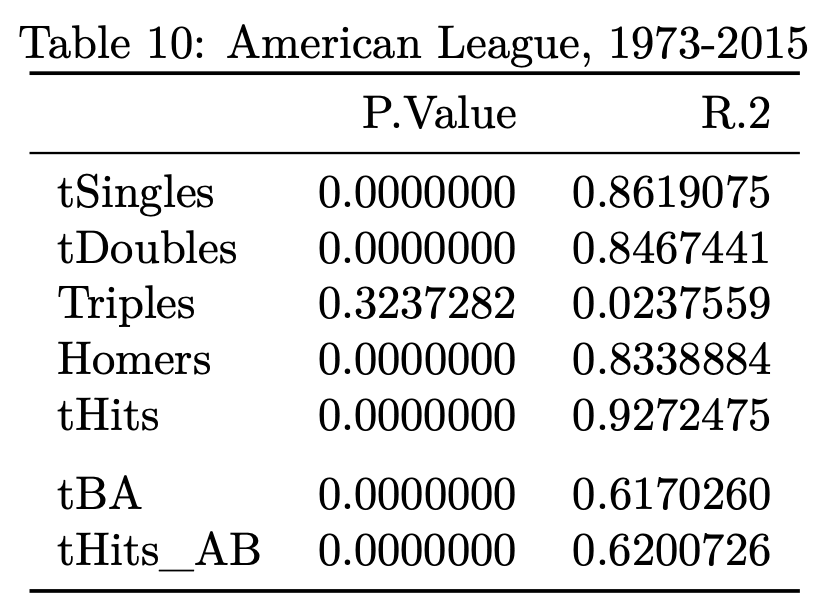 Table 10: American League, 1973-2015
P.Value R.2
tSingles 0.0000000 0.8619075
tDoubles 0.0000000 0.8467441
Triples 0.3237282 0.0237559
Homers 0.0000000 0.8338884
tHits 0.0000000 0.9272475
tBA 0.0000000 0.6170260
tHits_AB 0.0000000 0.6200726